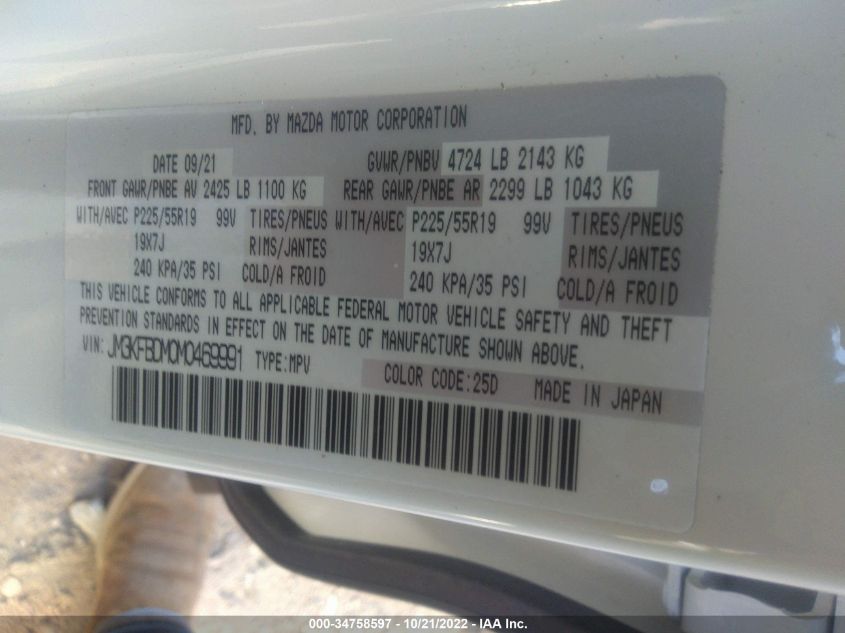 MFD. BY MAZDA MOTOR CORPORATION
DATE 09/21 GVWR/PNBV 4724 LB 2143 KG
FRONT GAWR/PNBE AV 2425 LB 1100 KG REAR GAWR/PNBE AR 2299 LB 1043 KG
WITH/AVEC P225/55R19 99V TIRES/PNEUS WITH/AVEC P225/55R19 99V TIRES/PNEUS
19X7J RIMS/JANTES 19X7J RIMS/JANTES
240 KPA/35 PSI COLD/A FROID 240 KPA/35 PSI COLD/A FROID
THIS VEHICLE CONFORMS TO ALL APPLICABLE FEDERAL MOTOR VEHICLE SAFETY AND THEFT
PREVENTION STANDARDS IN EFFECT ON THE DATE OF MANUFACTURE SHOWN ABOVE.
VIN: JM3KFBDM0M0469991 TYPE:MPV COLOR CODE:25D MADE IN JAPAN
000-34758597 - 10/21/2022 - IAA Inc.